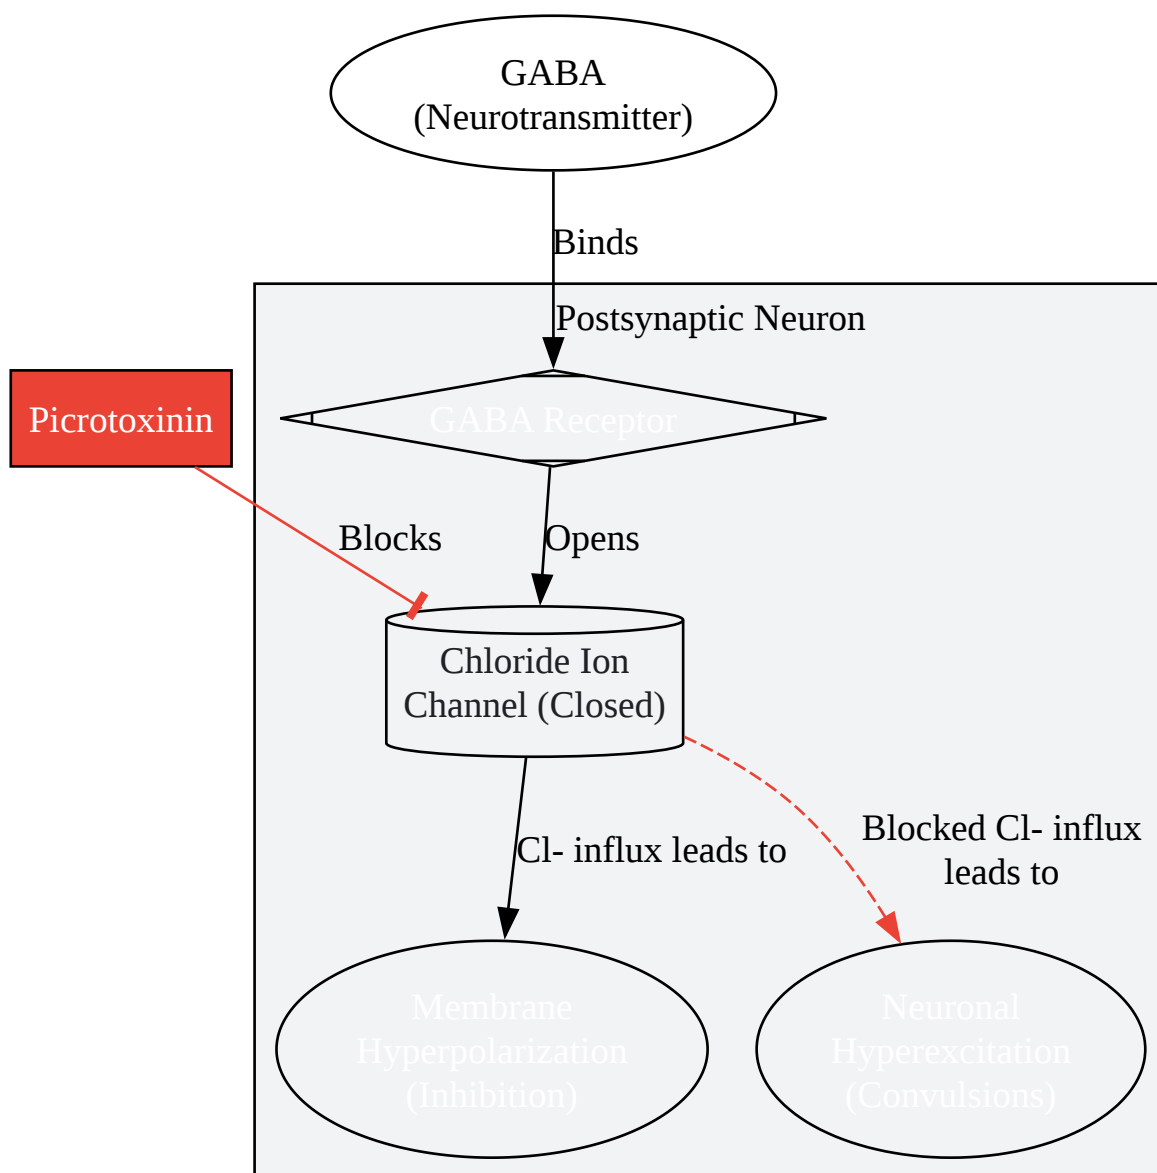 GABA
(Neurotransmitter)
Binds
Postsynaptic Neuron
Picrotoxinin
GABA Receptor
Blocks
Opens
Chloride Ion
Channel (Closed)
Cl- influx leads to
Blocked Cl- influx
leads to
Membrane
Hyperpolarization
(Inhibition)
Neuronal
Hyperexcitation
(Convulsions)